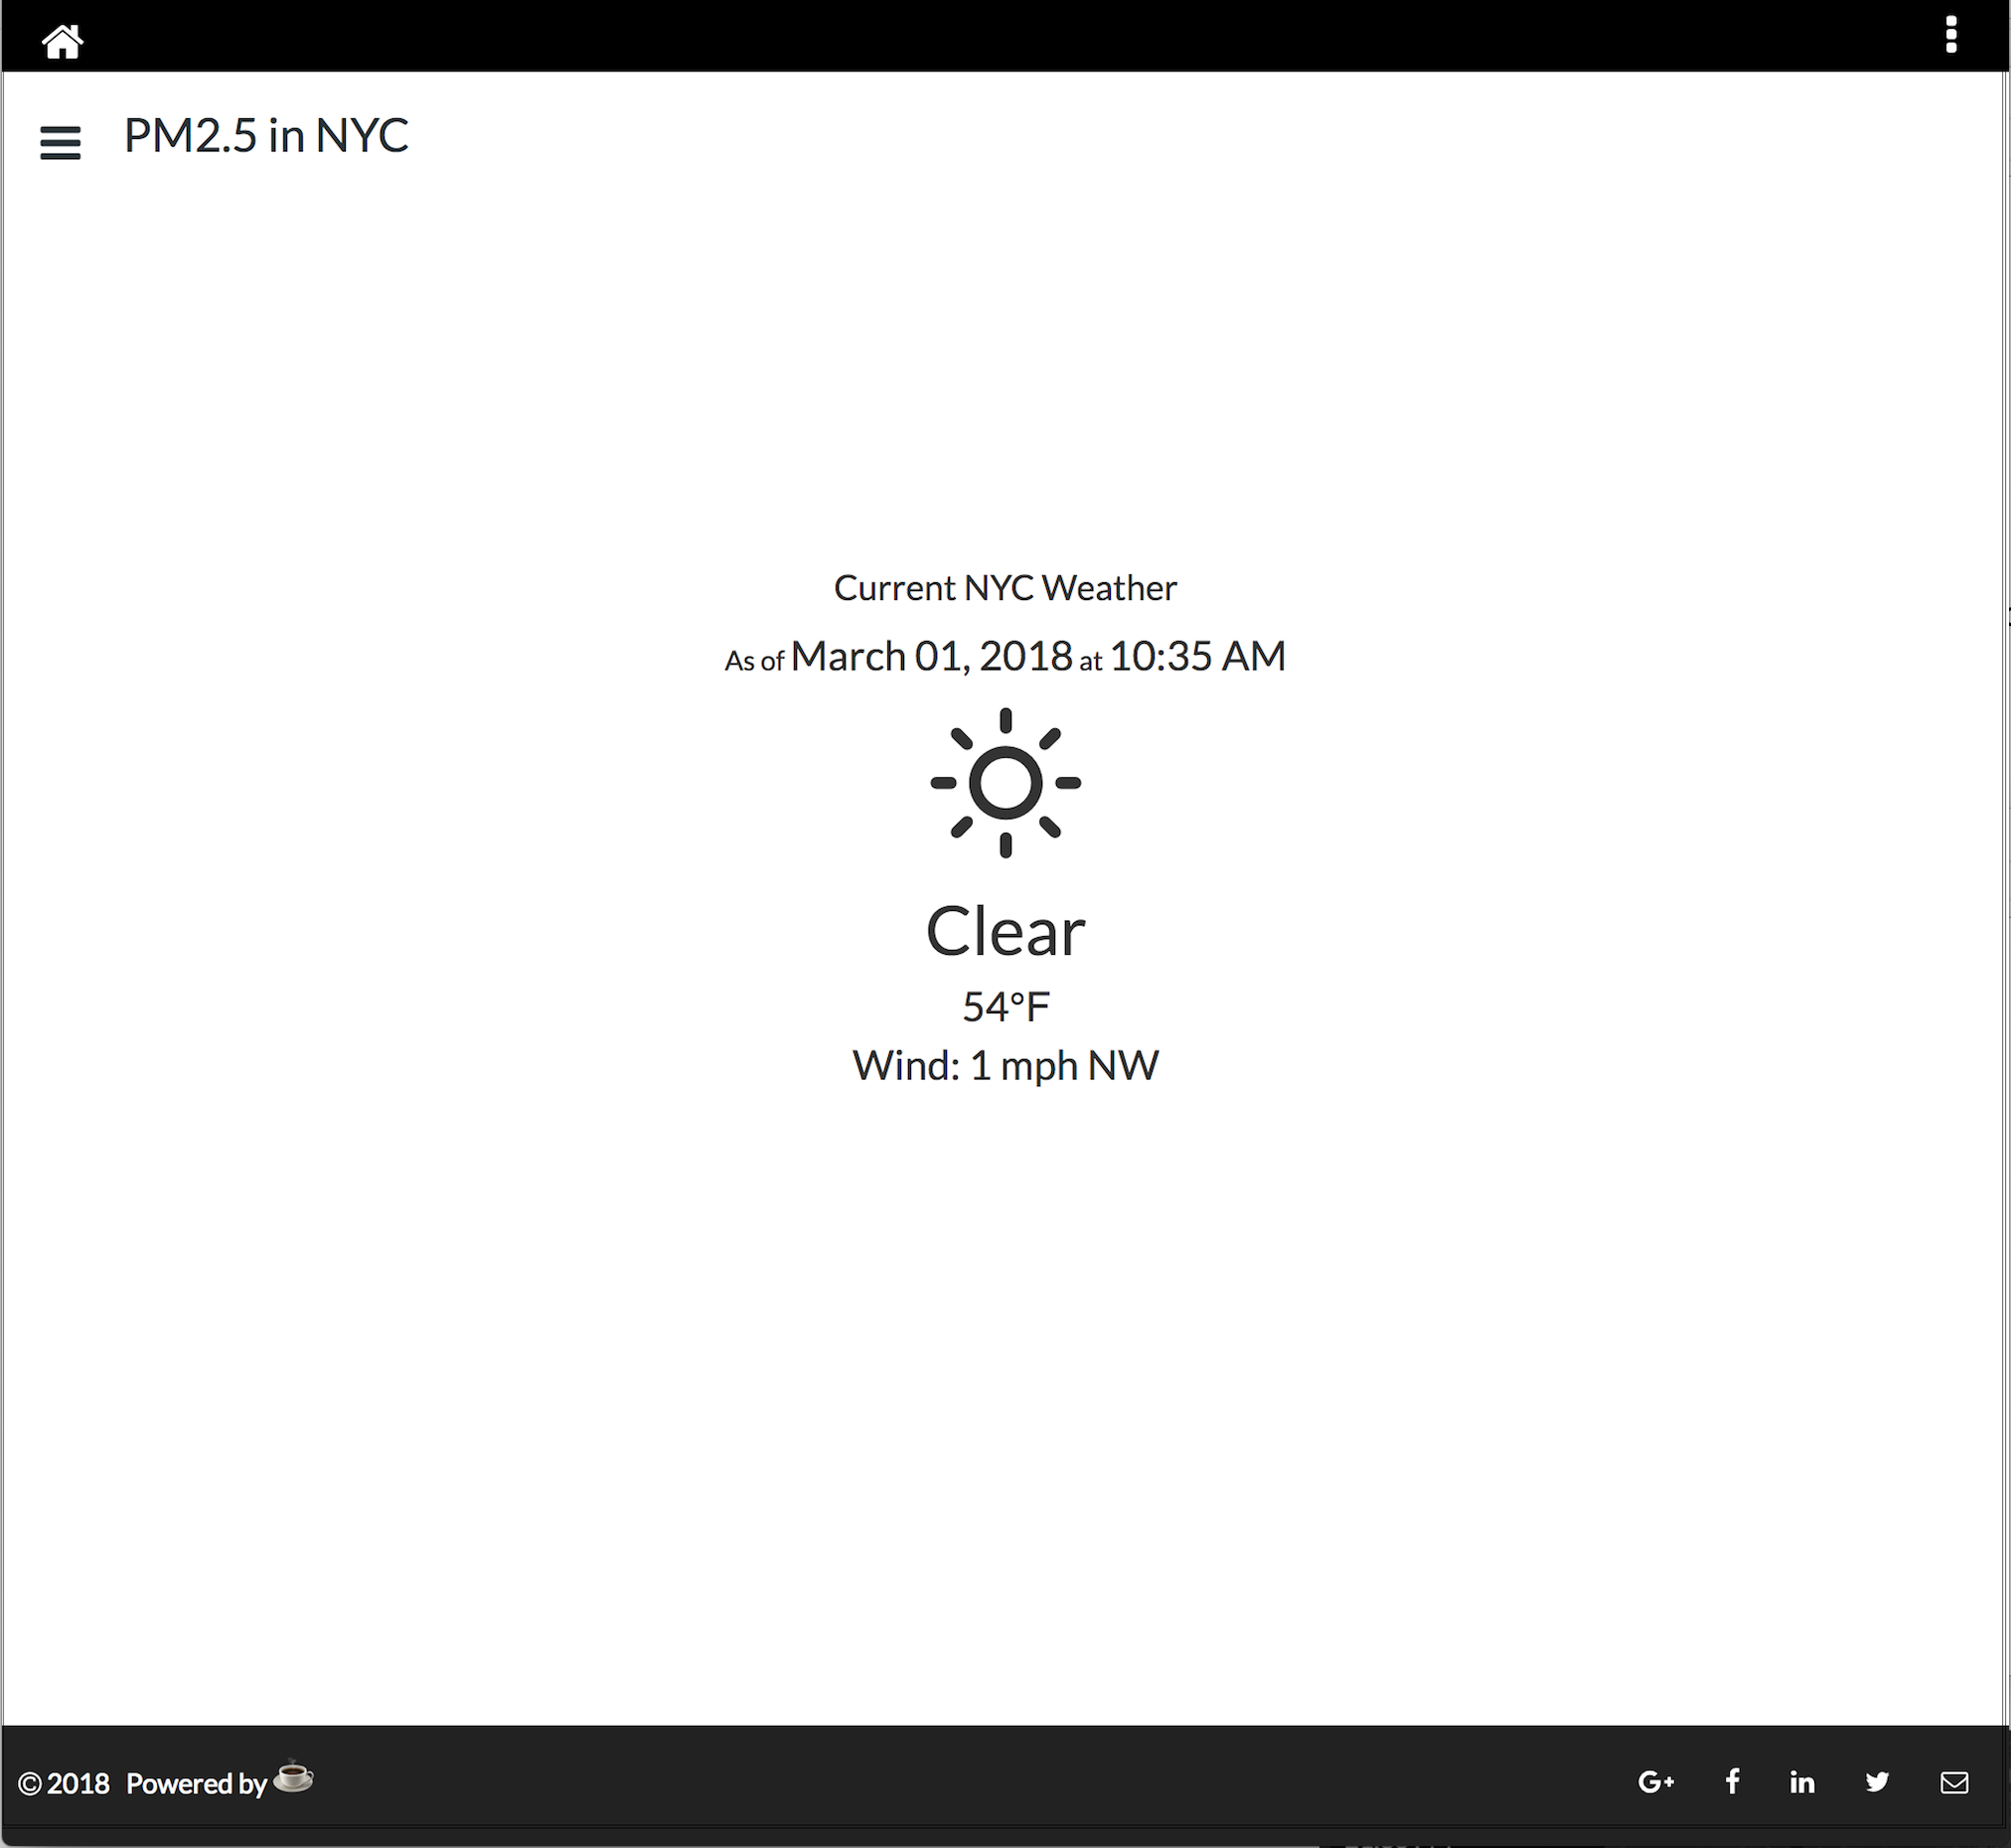 PM2.5 in NYC
Current NYC Weather
As of March 01, 2018 at 10:35 AM
Clear
54°F
Wind: 1 mph NW
© 2018 Powered by
G+ f in